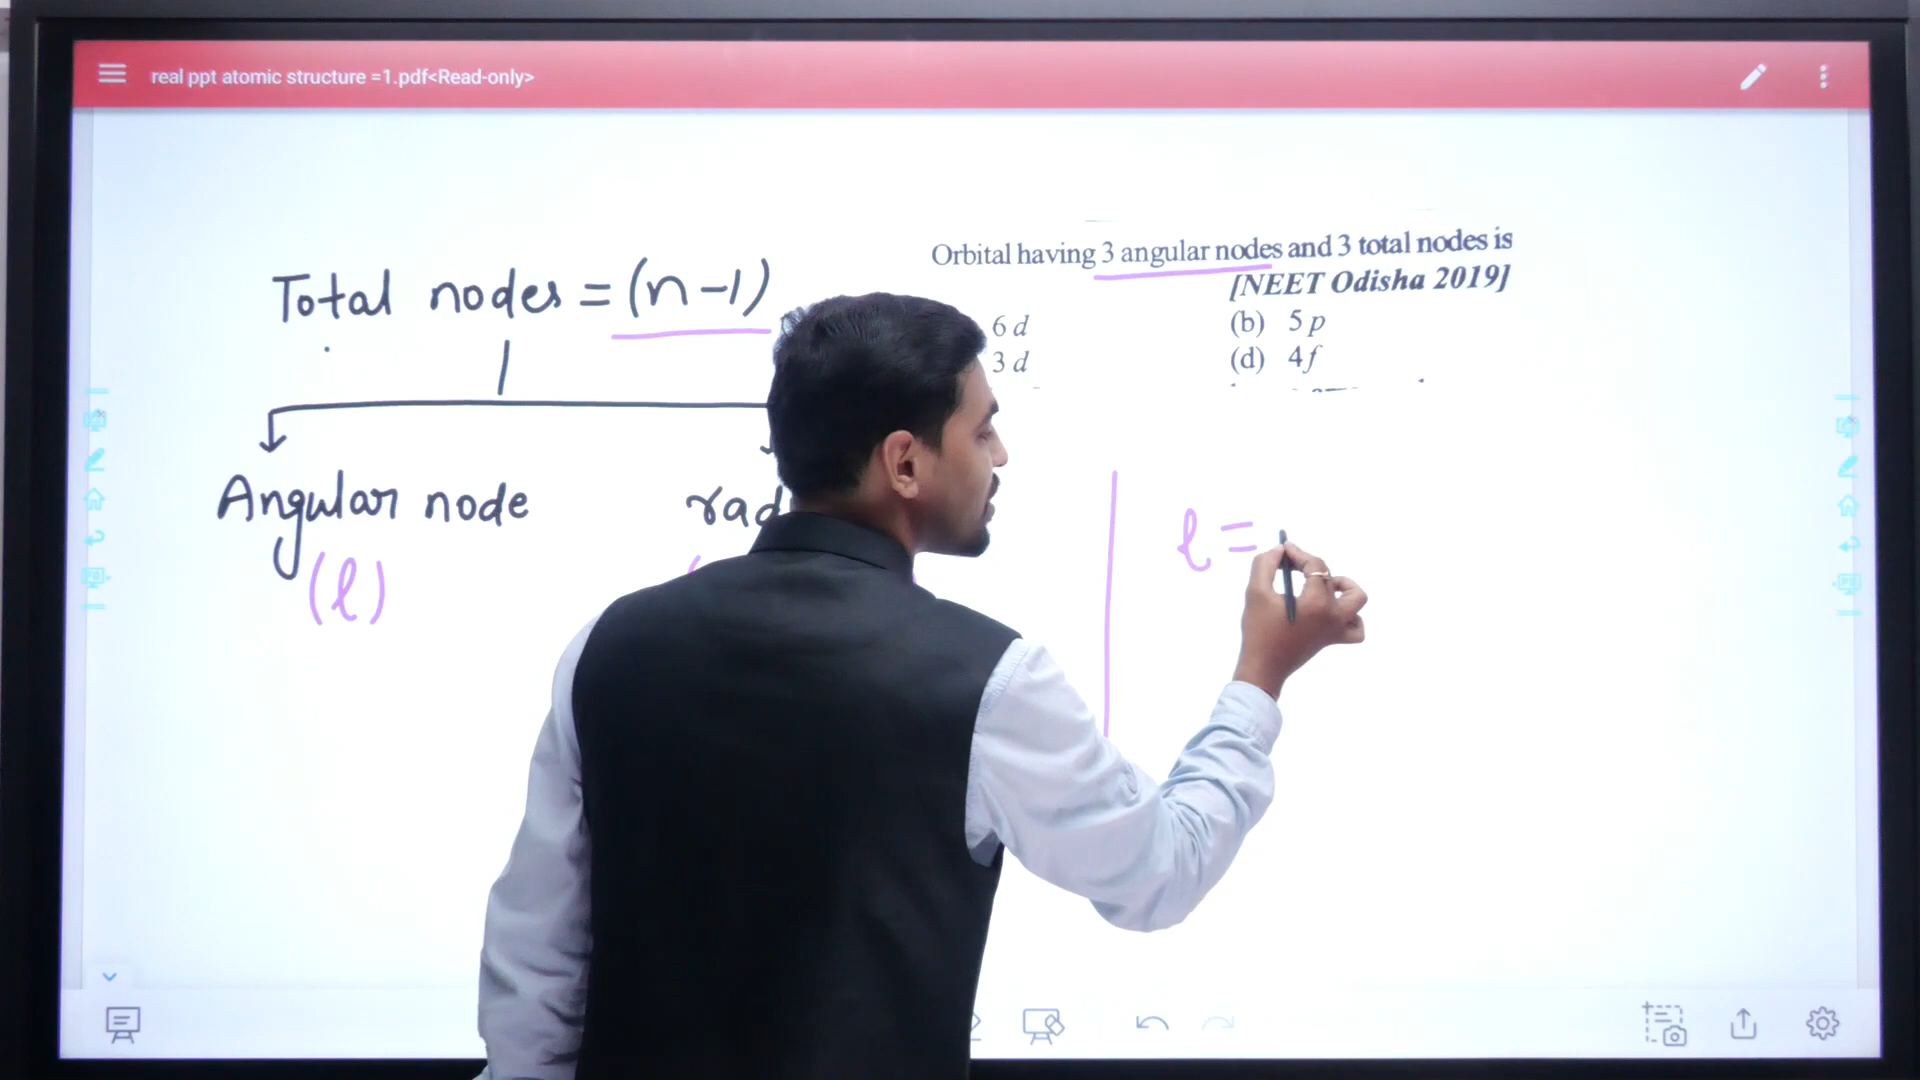 real ppt atomic structure =1.pdf<Read-only>
Orbital having 3 angular nodes and 3 total nodes is
[NEET Odisha 2019]
6 d
(b) 5 p
3 d
(d) 4 f
Total nodes = (n-1)
Angular node
(l)
l =